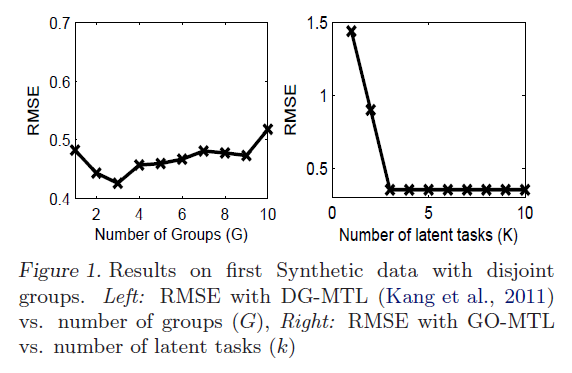 0.7
0.6
0.5
0.4
RMSE
2 4 6 8 10
Number of Groups (G)
1.5
1
0.5
RMSE
0 5 10
Number of latent tasks (K)
Figure 1. Results on first Synthetic data with disjoint
groups. Left: RMSE with DG-MTL (Kang et al., 2011)
vs. number of groups (G), Right: RMSE with GO-MTL
vs. number of latent tasks (k)